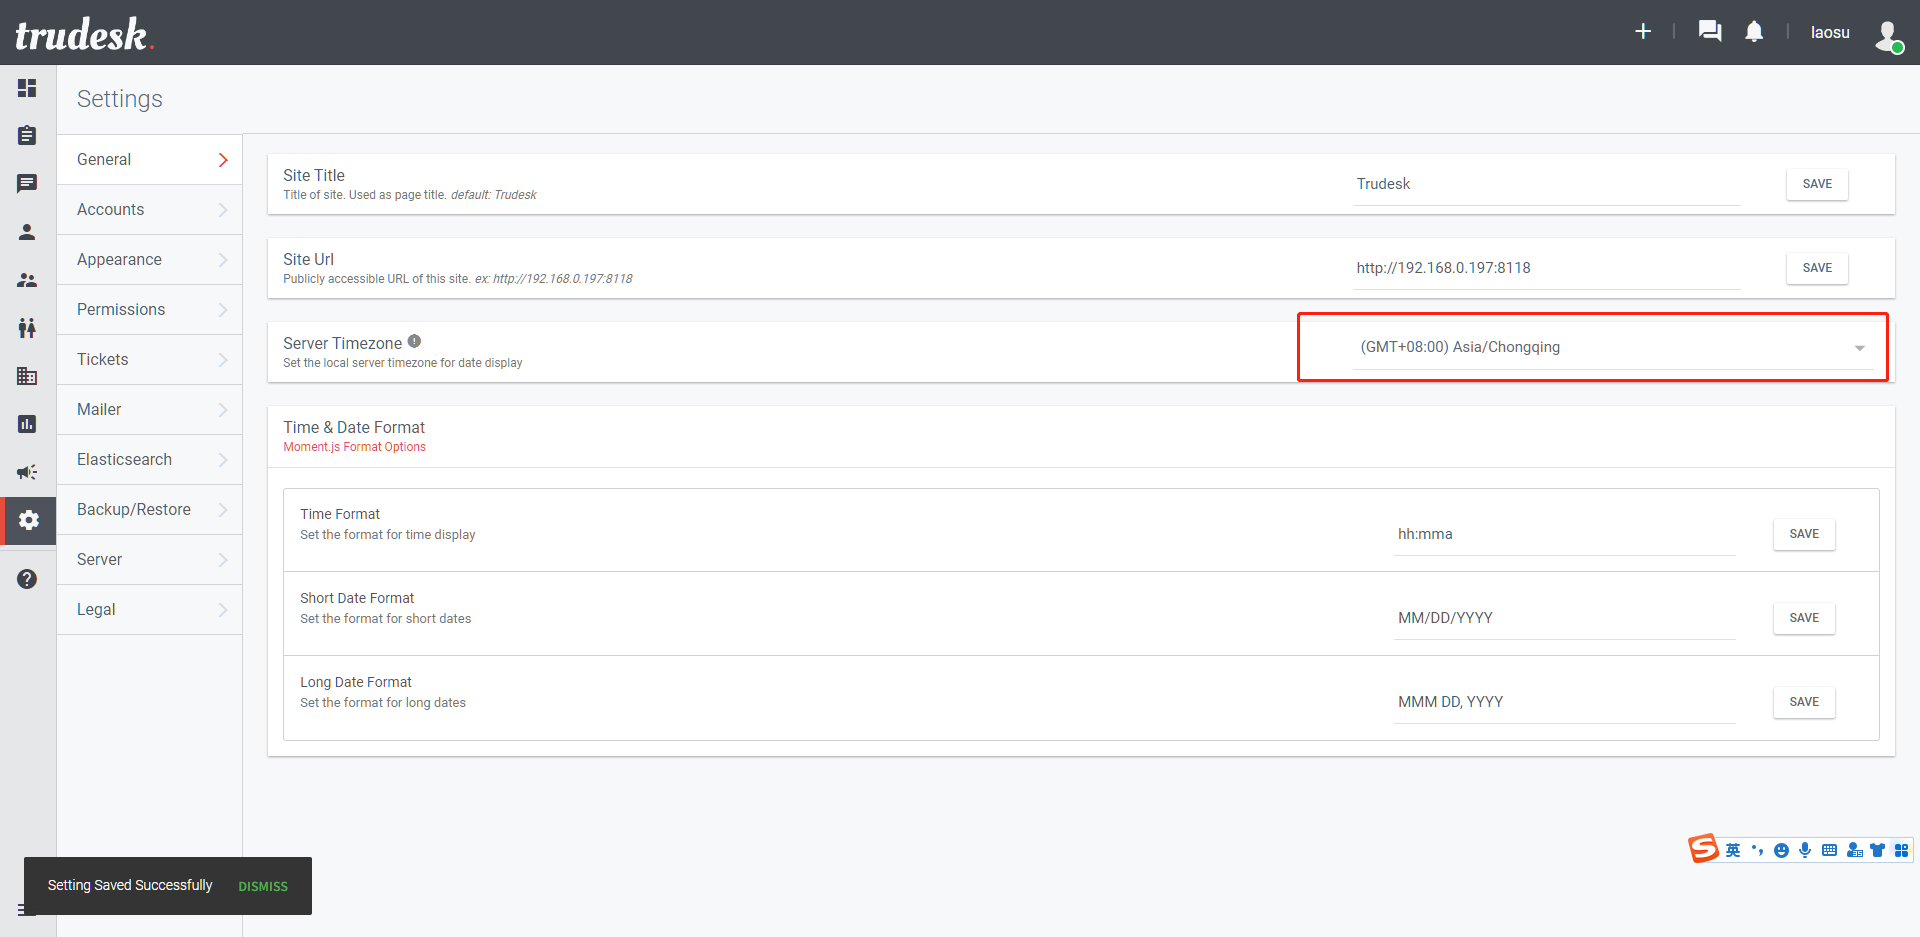 trudesk.
laosu
Settings
General
Accounts
Appearance
Permissions
Tickets
Mailer
Elasticsearch
Backup/Restore
Server
Legal
Site Title
Title of site. Used as page title. default: Trudesk
Trudesk
SAVE
Site Url
Publicly accessible URL of this site. ex: http://192.168.0.197:8118
http://192.168.0.197:8118
SAVE
Server Timezone
Set the local server timezone for date display
(GMT+08:00) Asia/Chongqing
Time & Date Format
Moment.js Format Options
Time Format
Set the format for time display
hh:mma
SAVE
Short Date Format
Set the format for short dates
MM/DD/YYYY
SAVE
Long Date Format
Set the format for long dates
MMM DD, YYYY
SAVE
英
Setting Saved Successfully
DISMISS